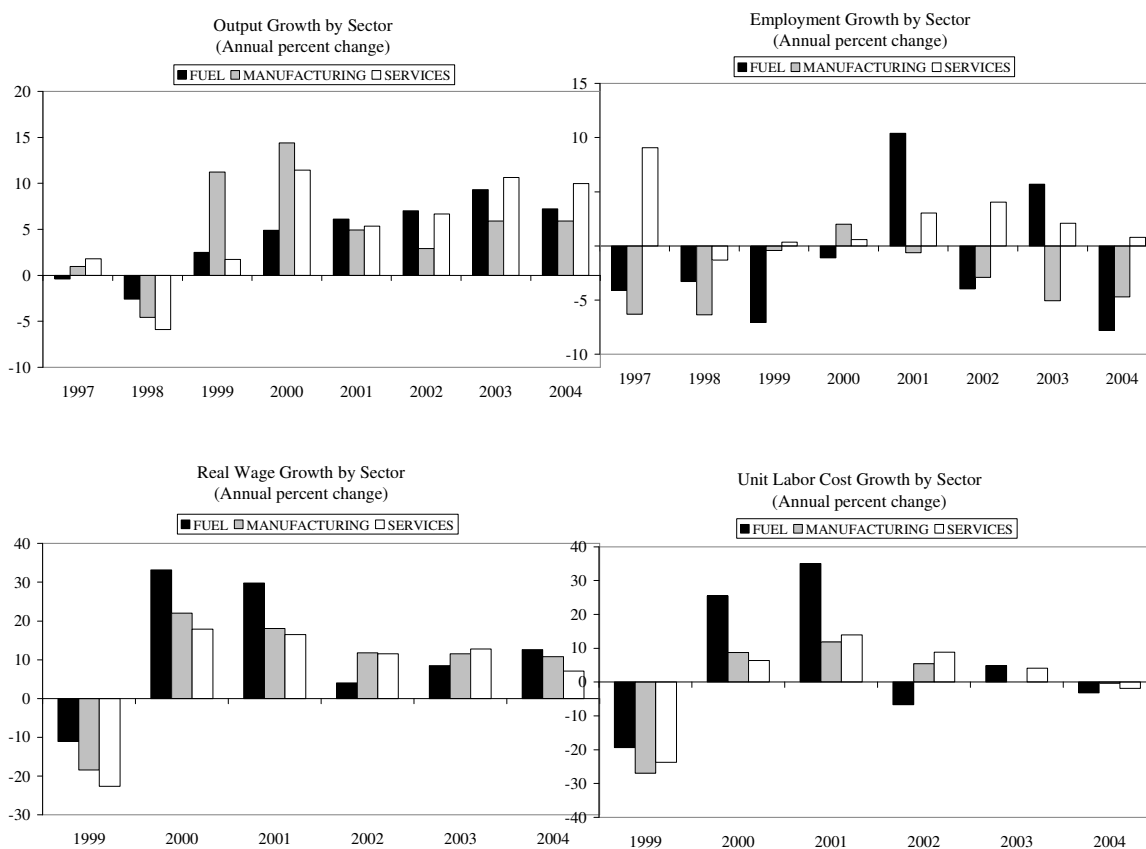 Output Growth by Sector
(Annual percent change)
FUEL MANUFACTURING SERVICES
20
15
10
5
0
-5
-10
1997 1998 1999 2000 2001 2002 2003 2004
Employment Growth by Sector
(Annual percent change)
FUEL MANUFACTURING SERVICES
15
10
5
0
-5
-10
1997 1998 1999 2000 2001 2002 2003 2004
Real Wage Growth by Sector
(Annual percent change)
FUEL MANUFACTURING SERVICES
40
30
20
10
0
-10
-20
-30
1999 2000 2001 2002 2003 2004
Unit Labor Cost Growth by Sector
(Annual percent change)
FUEL MANUFACTURING SERVICES
40
30
20
10
0
-10
-20
-30
-40
1999 2000 2001 2002 2003 2004